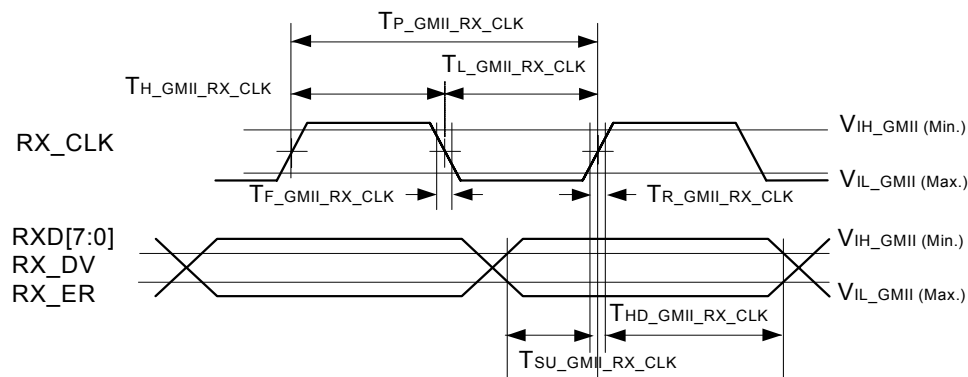 TP_GMII_RX_CLK
TL_GMII_RX_CLK
TH_GMII_RX_CLK
RX_CLK
VIH_GMII (Min.)
VIL_GMII (Max.)
TF_GMII_RX_CLK
TR_GMII_RX_CLK
RXD[7:0]
RX_DV
RX_ER
VIH_GMII (Min.)
VIL_GMII (Max.)
THD_GMII_RX_CLK
TSU_GMII_RX_CLK